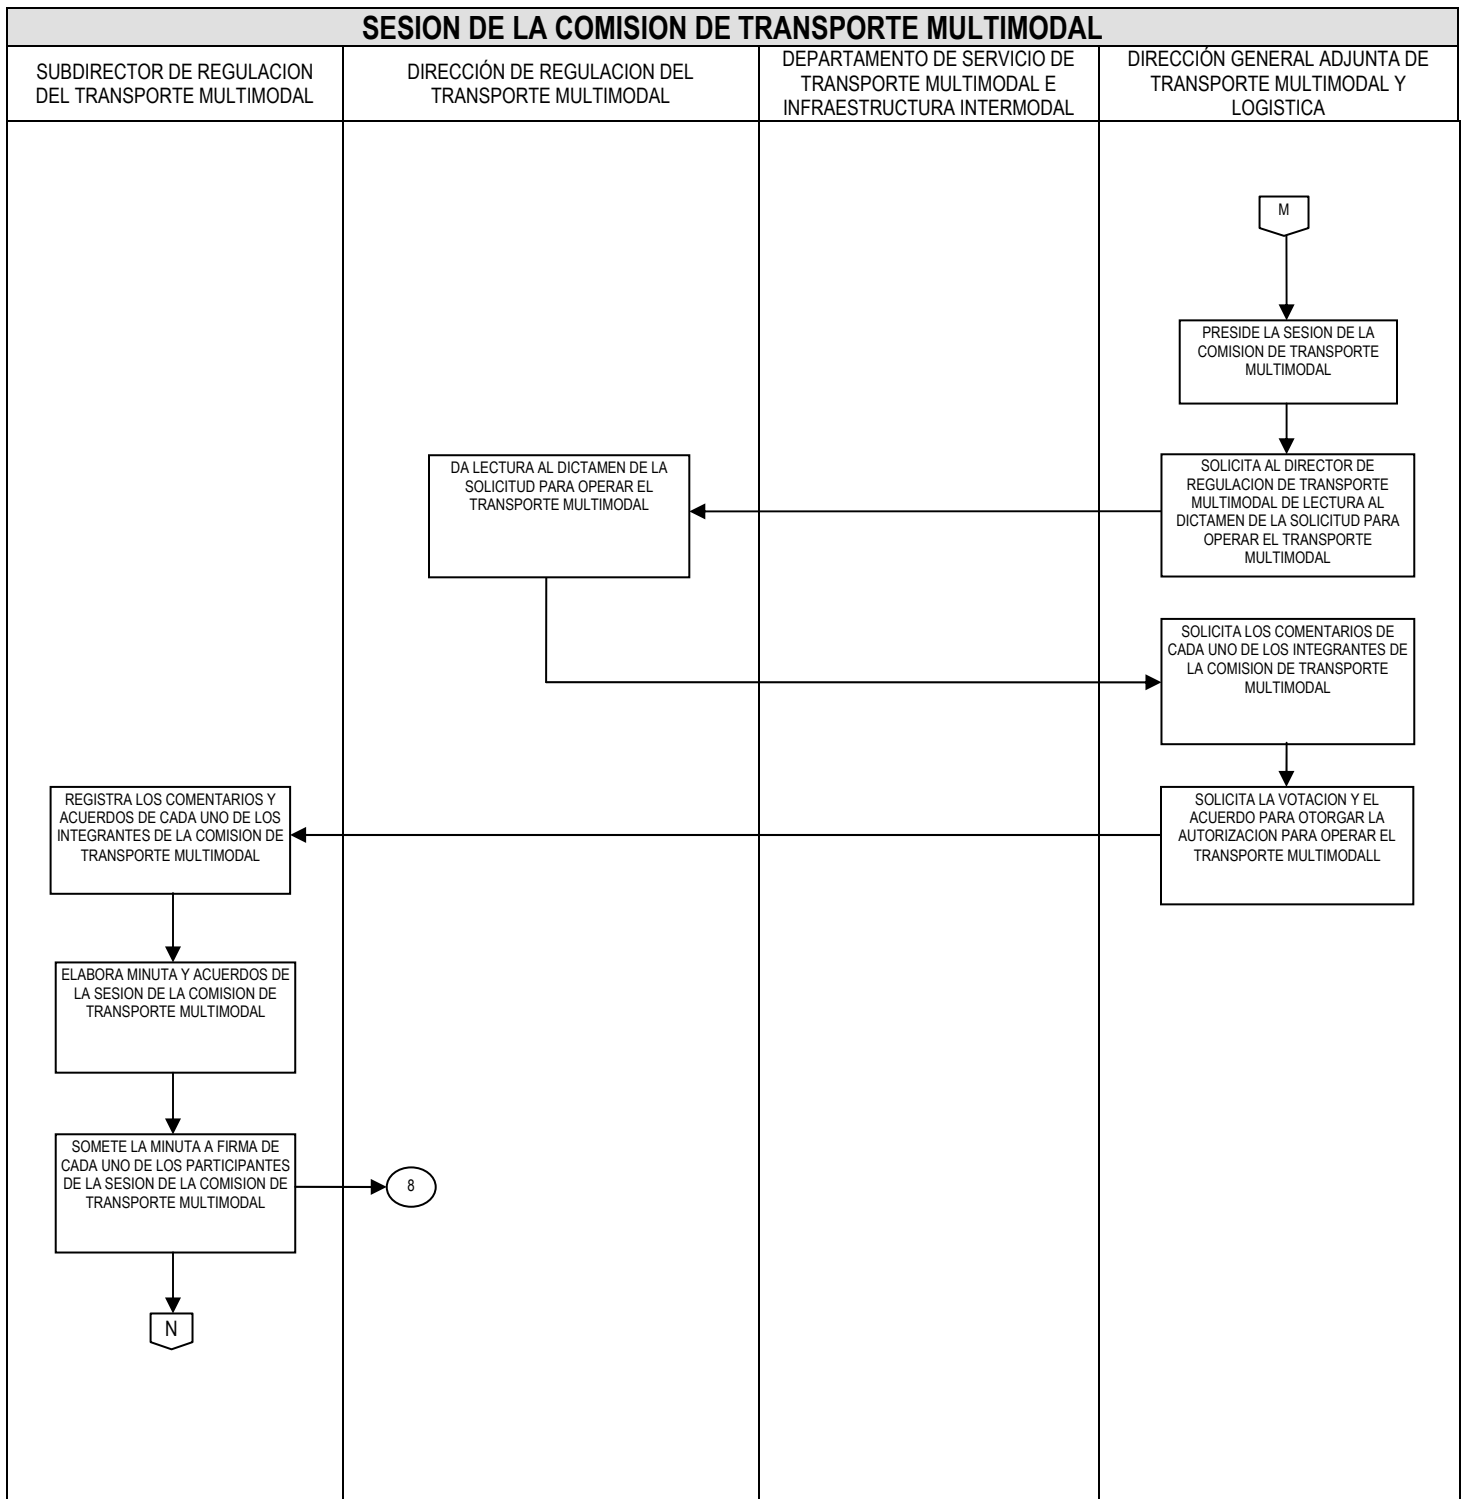 SESION DE LA COMISION DE TRANSPORTE MULTIMODAL
SUBDIRECTOR DE REGULACION
DEL TRANSPORTE MULTIMODAL
DIRECCIÓN DE REGULACION DEL
TRANSPORTE MULTIMODAL
DEPARTAMENTO DE SERVICIO DE
TRANSPORTE MULTIMODAL E
INFRAESTRUCTURA INTERMODAL
DIRECCIÓN GENERAL ADJUNTA DE
TRANSPORTE MULTIMODAL Y
LOGISTICA
M
PRESIDE LA SESION DE LA
COMISION DE TRANSPORTE
MULTIMODAL
SOLICITA AL DIRECTOR DE
REGULACION DE TRANSPORTE
MULTIMODAL DE LECTURA AL
DICTAMEN DE LA SOLICITUD PARA
OPERAR EL TRANSPORTE
MULTIMODAL
DA LECTURA AL DICTAMEN DE LA
SOLICITUD PARA OPERAR EL
TRANSPORTE MULTIMODAL
SOLICITA LOS COMENTARIOS DE
CADA UNO DE LOS INTEGRANTES DE
LA COMISION DE TRANSPORTE
MULTIMODAL
SOLICITA LA VOTACION Y EL
ACUERDO PARA OTORGAR LA
AUTORIZACION PARA OPERAR EL
TRANSPORTE MULTIMODALL
REGISTRA LOS COMENTARIOS Y
ACUERDOS DE CADA UNO DE LOS
INTEGRANTES DE LA COMISION DE
TRANSPORTE MULTIMODAL
ELABORA MINUTA Y ACUERDOS DE
LA SESION DE LA COMISION DE
TRANSPORTE MULTIMODAL
SOMETE LA MINUTA A FIRMA DE
CADA UNO DE LOS PARTICIPANTES
DE LA SESION DE LA COMISION DE
TRANSPORTE MULTIMODAL
8
N